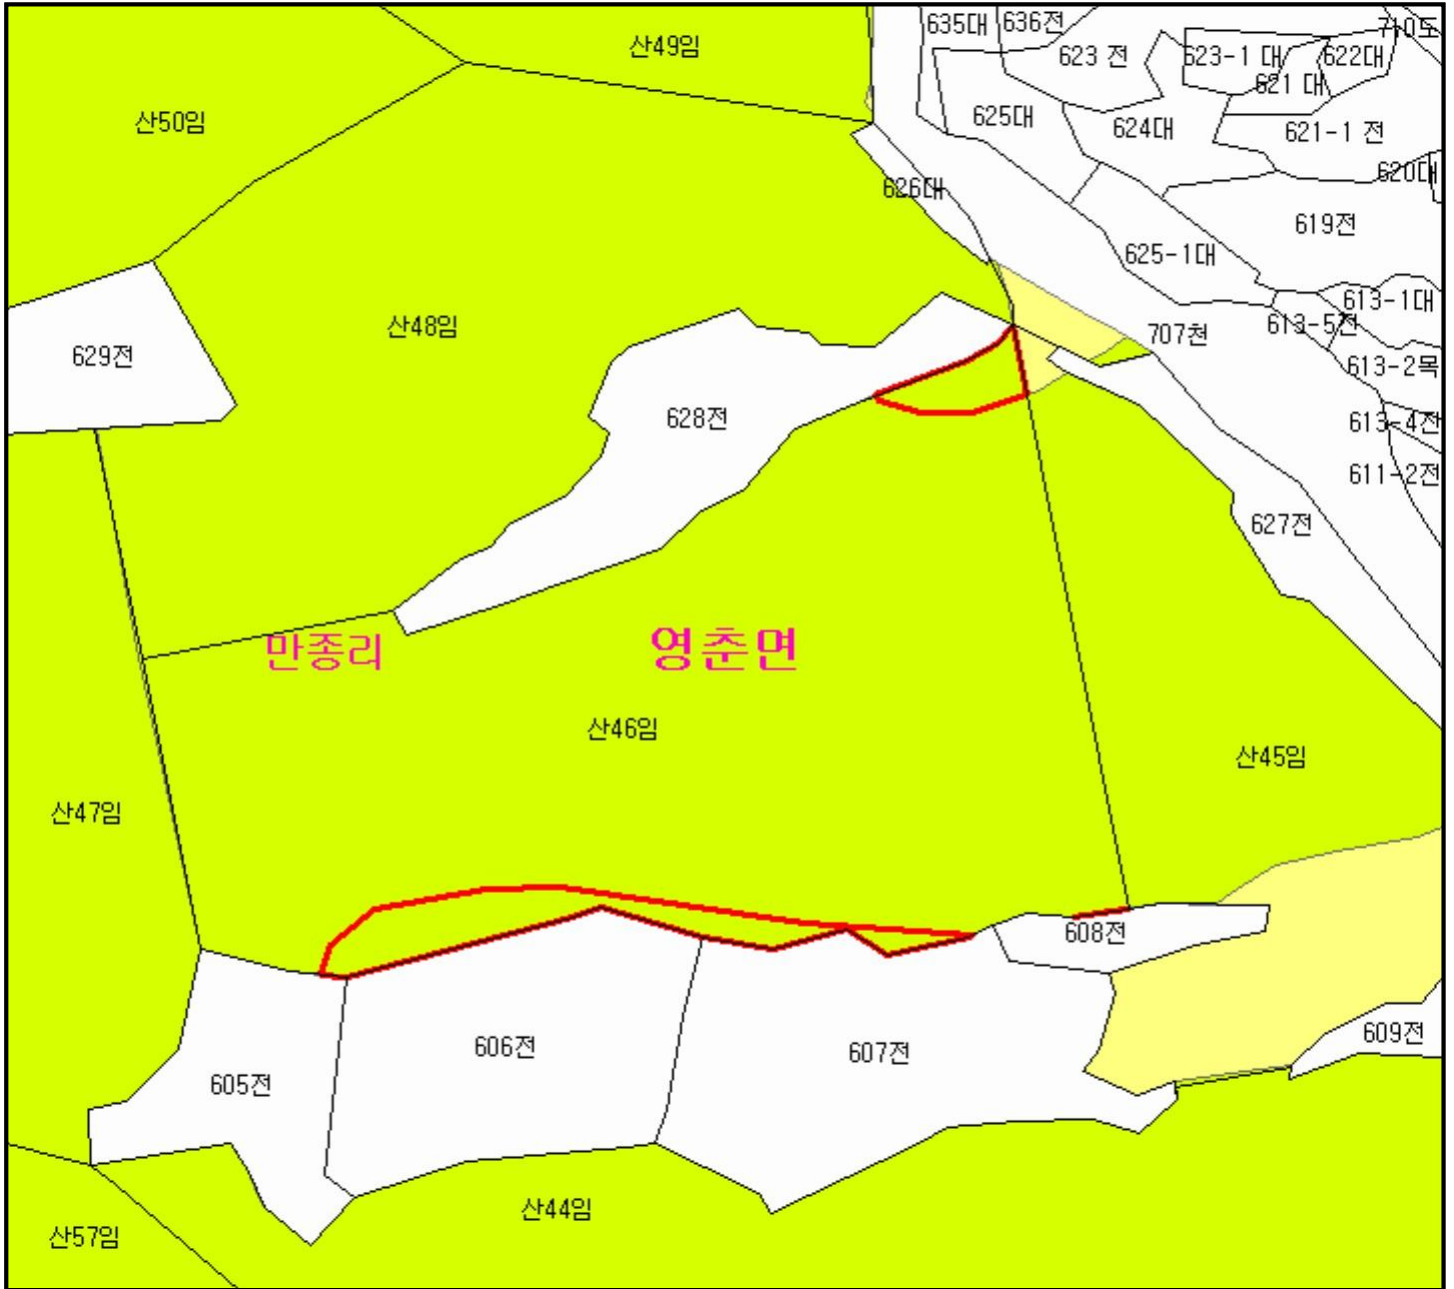 635대
636전
710도
산49임
623 전
623-1 대
622대
621 대
산50임
625대
624대
621-1 전
620대
626대
619전
625-1대
613-1대
산48임
613-5전
707천
629전
613-2목
628전
613-4전
611-2전
627전
만종리
영춘면
산46임
산45임
산47임
608전
609전
606전
607전
605전
산44임
산57임